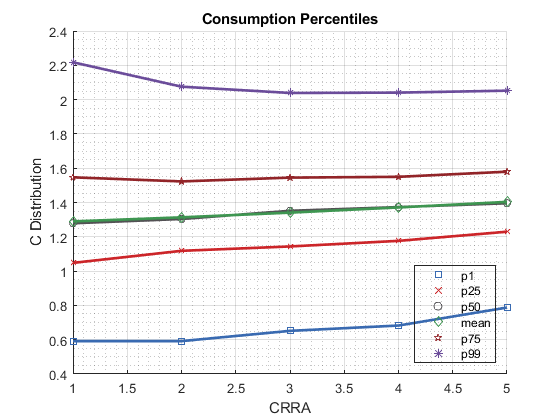 Consumption Percentiles
2.4
2.2
2
1.8
1.6
1.4
1.2
1
0.8
0.6
0.4
C Distribution
p1
p25
p50
mean
p75
p99
1 1.5 2 2.5 3 3.5 4 4.5 5
CRRA